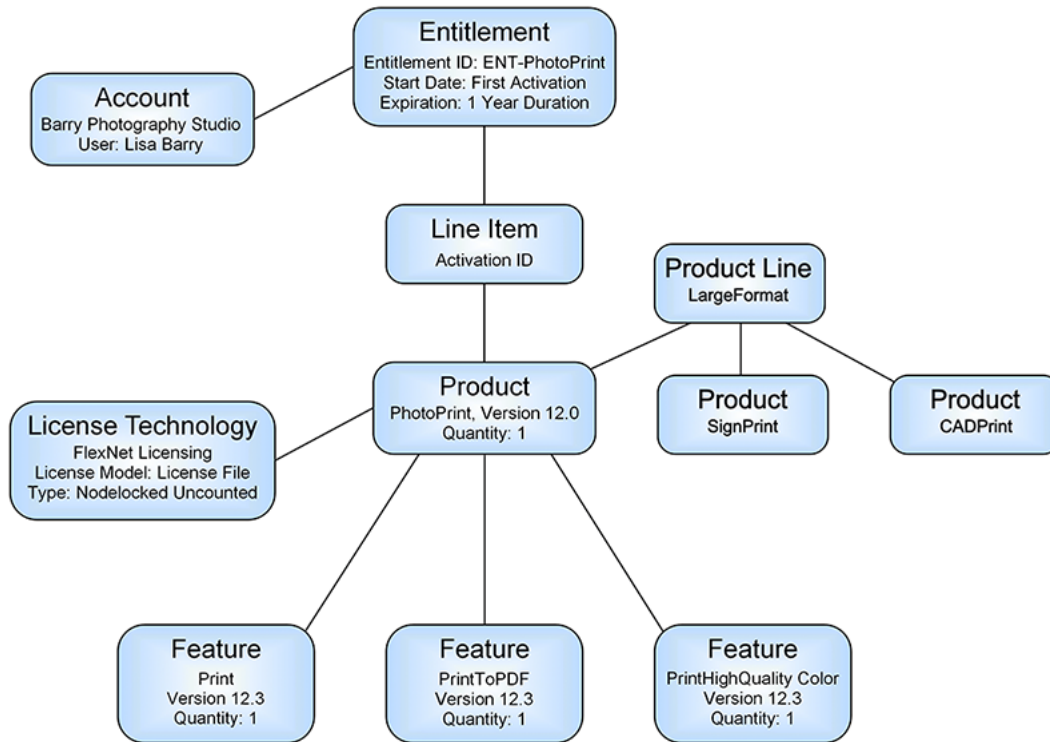 Entitlement
Entitlement ID: ENT-PhotoPrint
Start Date: First Activation
Expiration: 1 Year Duration
Account
Barry Photography Studio
User: Lisa Barry
Line Item
Activation ID
Product Line
LargeFormat
Product
PhotoPrint, Version 12.0
Quantity: 1
Product
SignPrint
Product
CADPrint
License Technology
FlexNet Licensing
License Model: License File
Type: Nodelocked Uncounted
Feature
Print
Version 12.3
Quantity: 1
Feature
PrintToPDF
Version 12.3
Quantity: 1
Feature
PrintHighQuality Color
Version 12.3
Quantity: 1